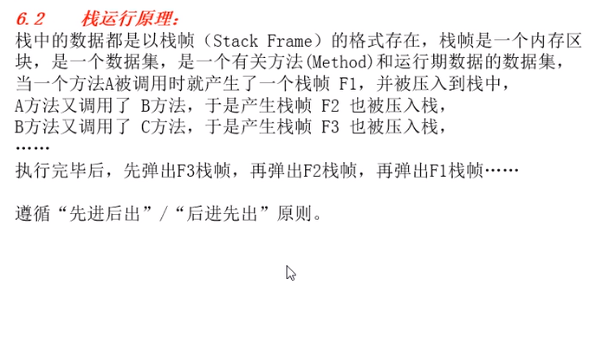 6.2 栈运行原理：
栈中的数据都是以栈帧（Stack Frame）的格式存在，栈帧是一个内存区
块，是一个数据集，是一个有关方法(Method)和运行期数据的数据集，
当一个方法A被调用时就产生了一个栈帧 F1，并被压入到栈中，
A方法又调用了 B方法，于是产生栈帧 F2 也被压入栈，
B方法又调用了 C方法，于是产生栈帧 F3 也被压入栈，
……
执行完毕后，先弹出F3栈帧，再弹出F2栈帧，再弹出F1栈帧……
遵循“先进后出”/“后进先出”原则。